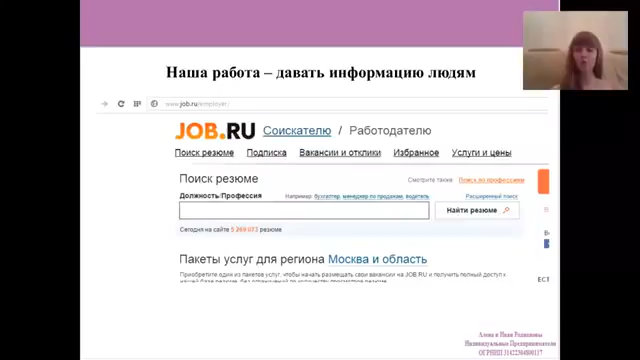 Наша работа – давать информацию людям
www.job.ru/employer/
JOB.RU Соискателю / Работодателю
Поиск резюме Подписка Вакансии и отклики Избранное Услуги и цены
Поиск резюме Смотрите также Поиск по профессиям
Должность/Профессия Например: бухгалтер, менеджер по продажам, водитель Расширенный поиск
Найти резюме
Сегодня на сайте 5 269 073 резюме
Пакеты услуг для региона Москва и область
Приобретите один из пакетов услуг, чтобы начать размещать свои вакансии на JOB.RU и получить полный доступ к
ЕСТ
Алена и Иван Родионовы
Индивидуальные Предприниматели
ОГРНИП 314223648000117